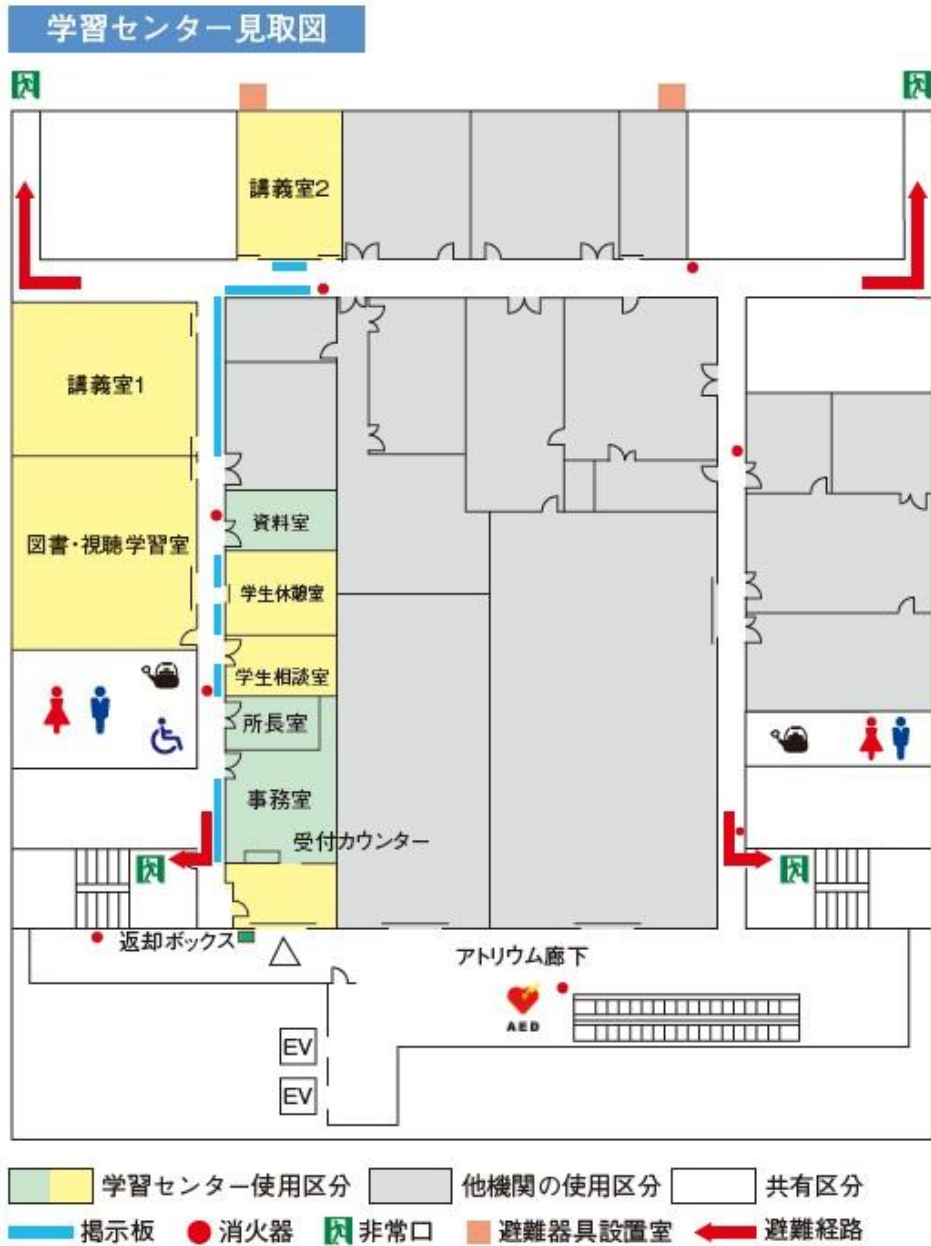 学習センター見取図
講義室2
講義室1
図書・視聴学習室
資料室
学生休憩室
学生相談室
所長室
事務室
受付カウンター
返却ボックス
アトリウム廊下
AED
EV
EV
学習センター使用区分
他機関の使用区分
共有区分
掲示板
消火器
非常口
避難器具設置室
避難経路